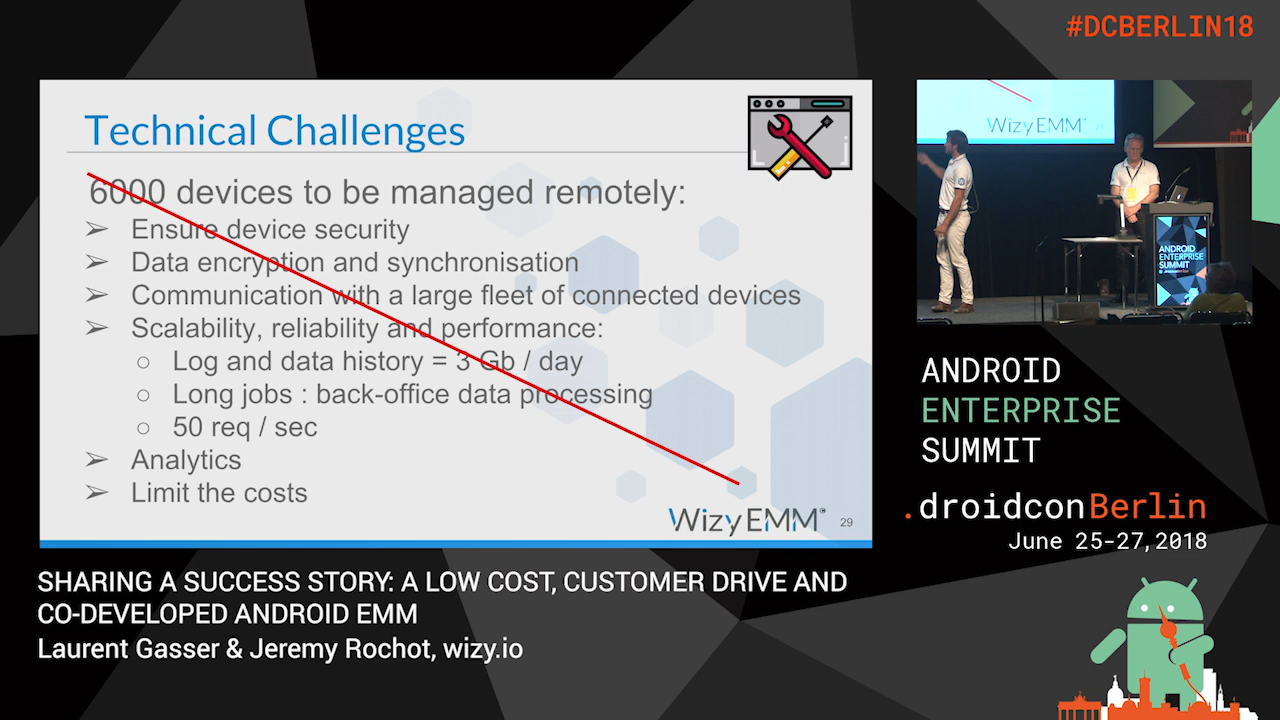 #DCBERLIN18
Technical Challenges
6000 devices to be managed remotely:
➢ Ensure device security
➢ Data encryption and synchronisation
➢ Communication with a large fleet of connected devices
➢ Scalability, reliability and performance:
○ Log and data history = 3 Gb / day
○ Long jobs : back-office data processing
○ 50 req / sec
➢ Analytics
➢ Limit the costs
WizyEMM
29
WizyEMM
ANDROID
ENTERPRISE
SUMMIT
ANDROID
ENTERPRISE
SUMMIT
.droidconBerlin
June 25-27, 2018
SHARING A SUCCESS STORY: A LOW COST, CUSTOMER DRIVE AND
CO-DEVELOPED ANDROID EMM
Laurent Gasser & Jeremy Rochot, wizy.io